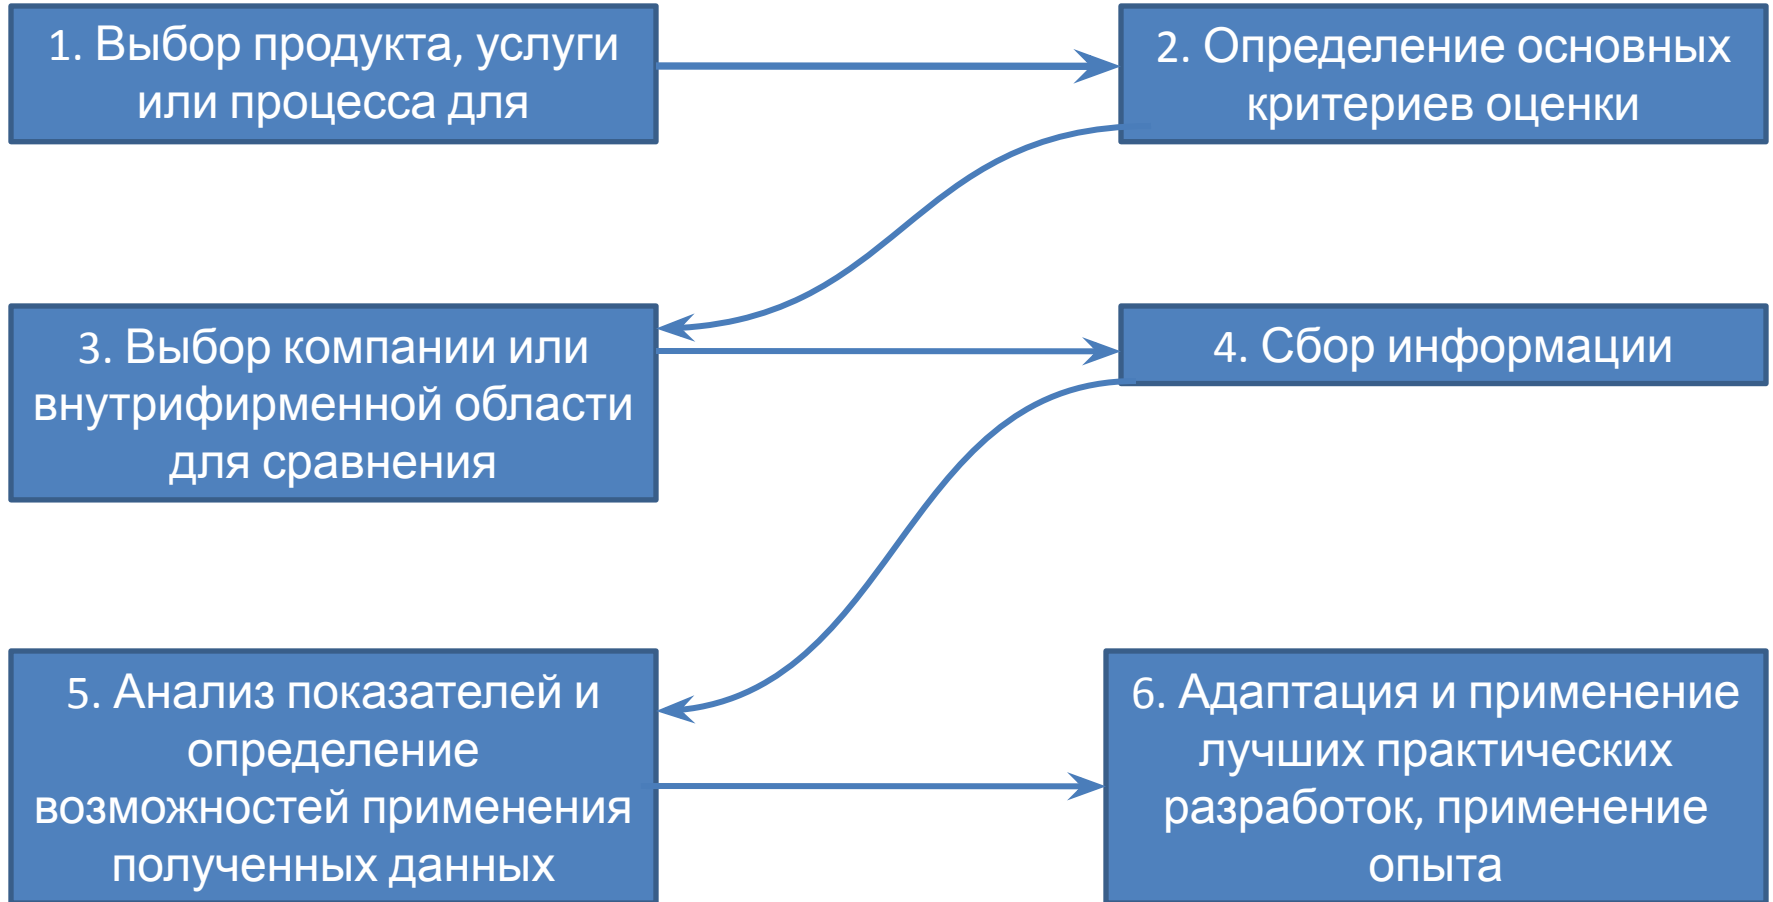 1. Выбор продукта, услуги
или процесса для
2. Определение основных
критериев оценки
3. Выбор компании или
внутрифирменной области
для сравнения
4. Сбор информации
5. Анализ показателей и
определение
возможностей применения
полученных данных
6. Адаптация и применение
лучших практических
разработок, применение
опыта